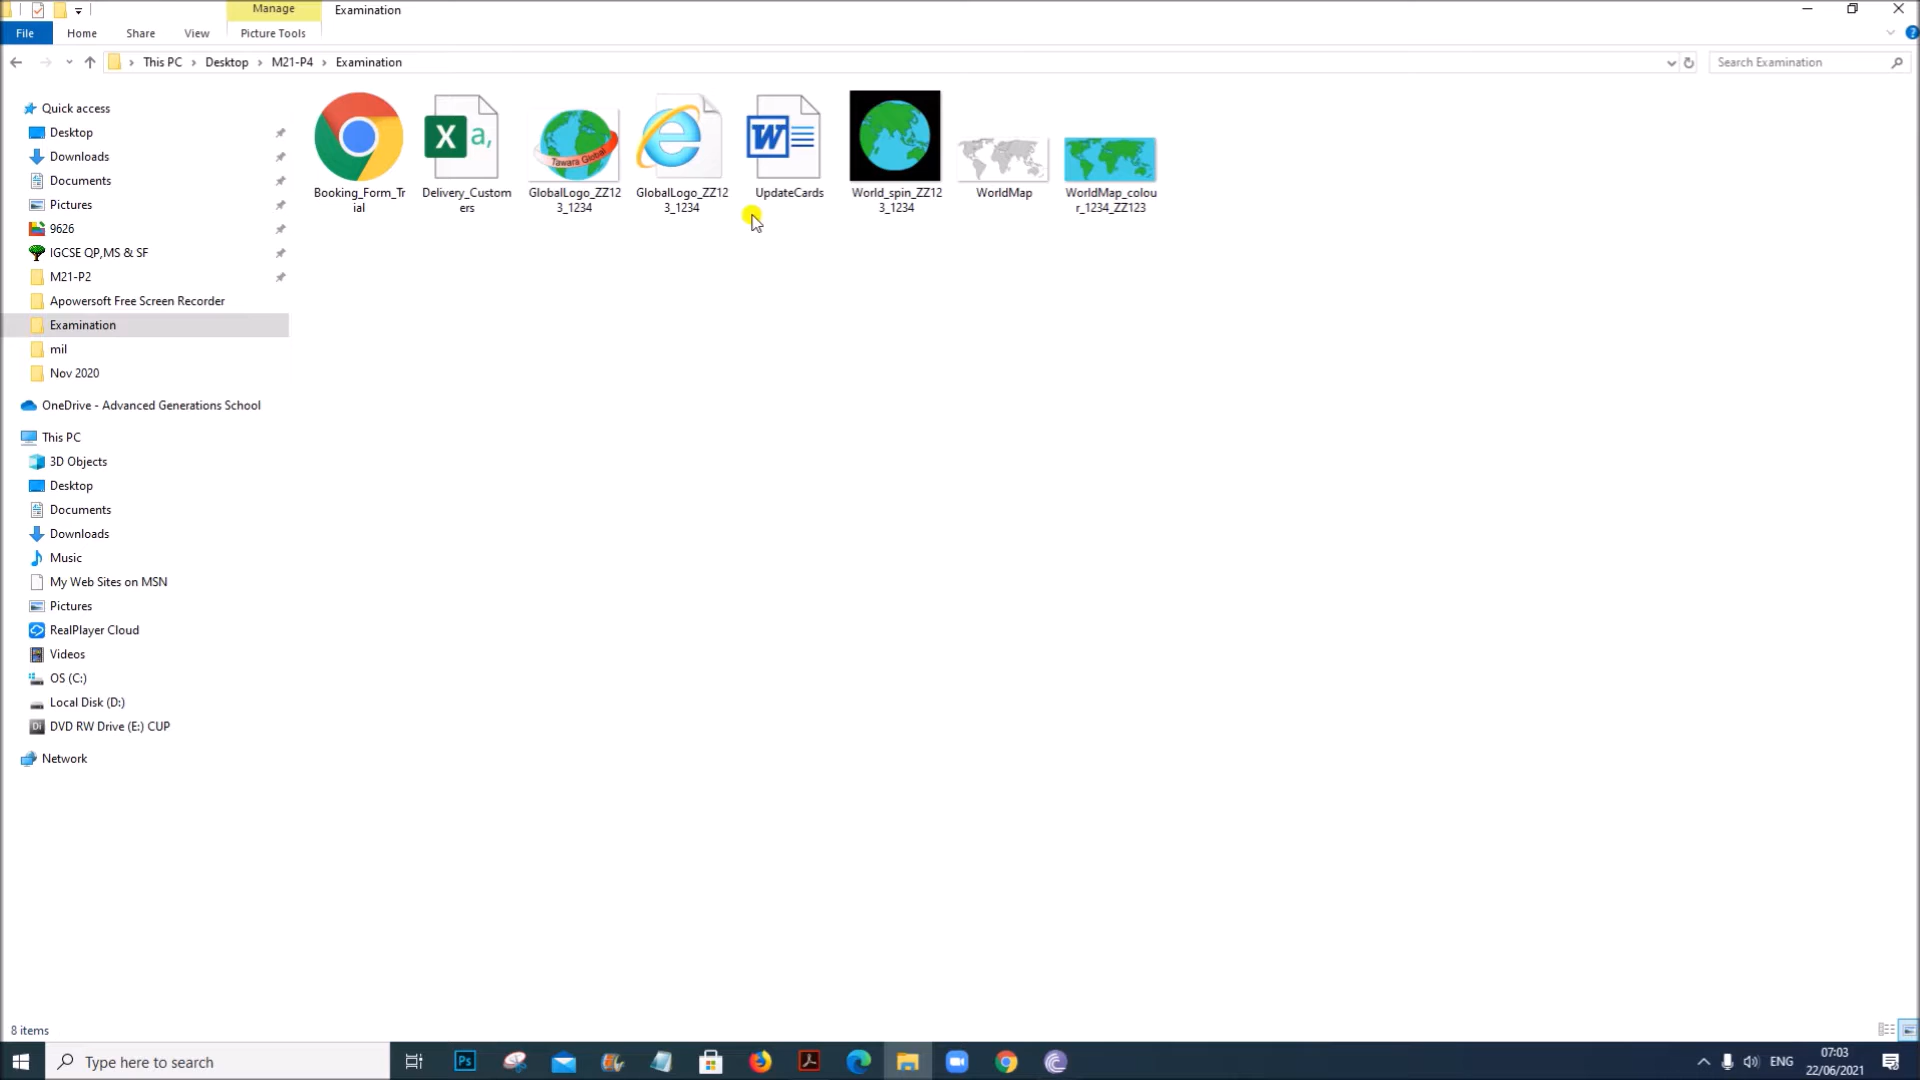 Manage
Examination
File
Home
Share
View
Picture Tools
This PC
Desktop
M21-P4
Examination
Search Examination
Quick access
Desktop
Downloads
Documents
Pictures
9626
IGCSE QP,MS & SF
M21-P2
Apowersoft Free Screen Recorder
Examination
mil
Nov 2020
OneDrive - Advanced Generations School
This PC
3D Objects
Desktop
Documents
Downloads
Music
My Web Sites on MSN
Pictures
RealPlayer Cloud
Videos
OS (C:)
Local Disk (D:)
DVD RW Drive (E:) CUP
Network
X
a,
Tawara Global
W
Booking_Form_Tr
ial
Delivery_Custom
ers
GlobalLogo_ZZ12
3_1234
GlobalLogo_ZZ12
3_1234
UpdateCards
World_spin_ZZ12
3_1234
WorldMap
WorldMap_colou
r_1234_ZZ123
8 items
Type here to search
Ps
ENG
07:03
22/06/2021